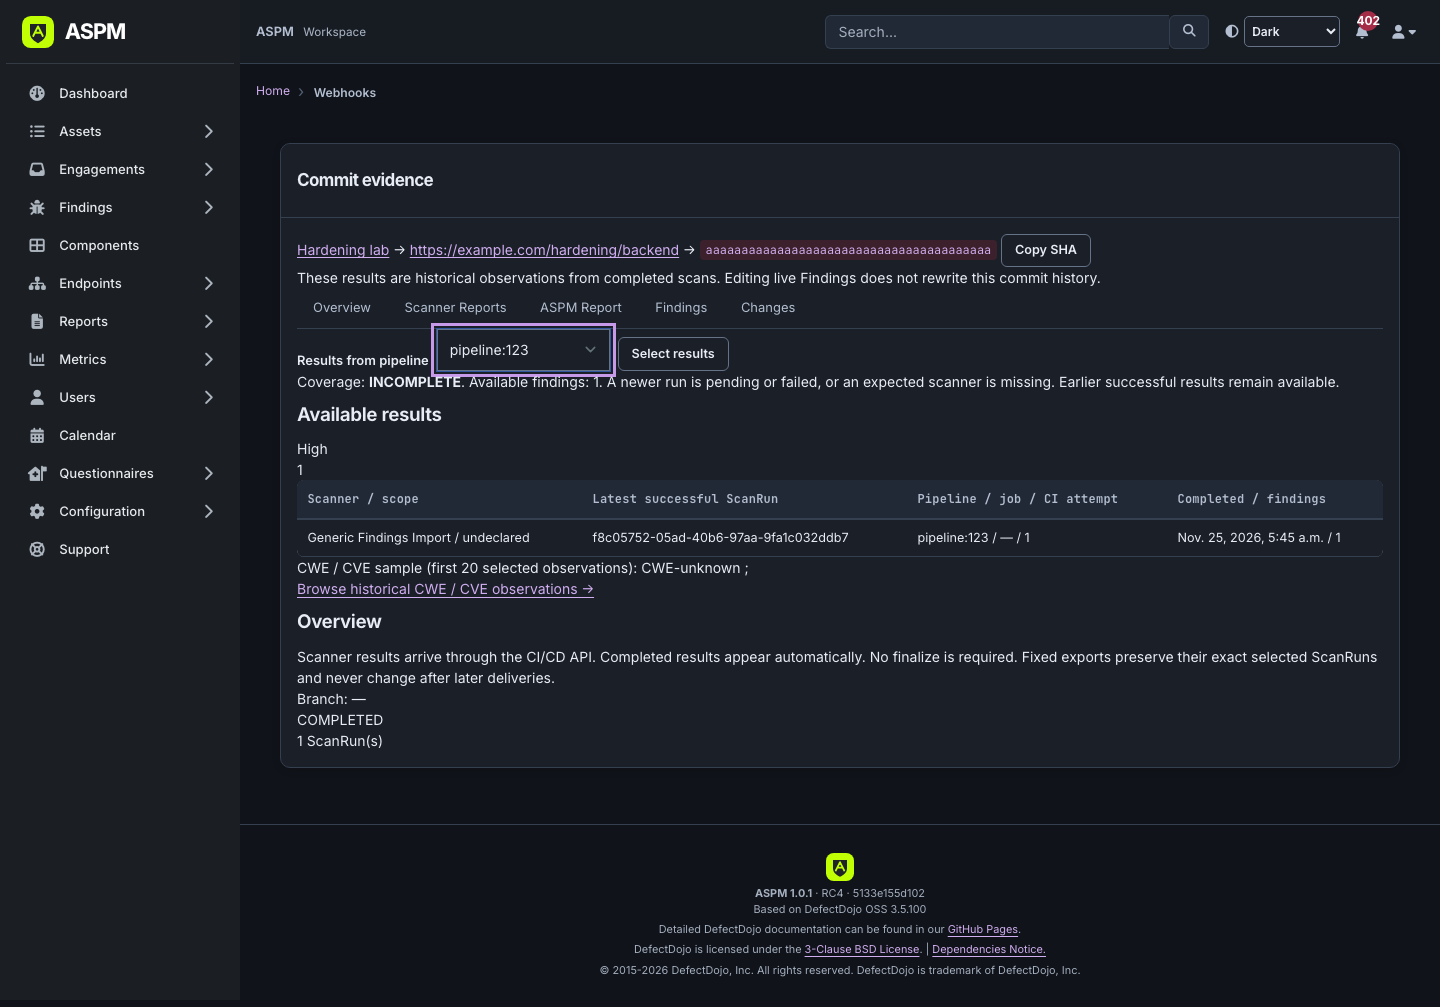 ASPM
ASPM Workspace
Search...
Dark
402
Dashboard
Assets
Engagements
Findings
Components
Endpoints
Reports
Metrics
Users
Calendar
Questionnaires
Configuration
Support
Home > Webhooks
Commit evidence
Hardening lab → https://example.com/hardening/backend → aaaaaaaaaaaaaaaaaaaaaaaaaaaaaaaaaaaaaaaa Copy SHA
These results are historical observations from completed scans. Editing live Findings does not rewrite this commit history.
Overview Scanner Reports ASPM Report Findings Changes
Results from pipeline pipeline:123 Select results
Coverage: INCOMPLETE. Available findings: 1. A newer run is pending or failed, or an expected scanner is missing. Earlier successful results remain available.
Available results
High
1
Scanner / scope Latest successful ScanRun Pipeline / job / CI attempt Completed / findings
Generic Findings Import / undeclared f8c05752-05ad-40b6-97aa-9fa1c032ddb7 pipeline:123 / — / 1 Nov. 25, 2026, 5:45 a.m. / 1
CWE / CVE sample (first 20 selected observations): CWE-unknown ;
Browse historical CWE / CVE observations →
Overview
Scanner results arrive through the CI/CD API. Completed results appear automatically. No finalize is required. Fixed exports preserve their exact selected ScanRuns
and never change after later deliveries.
Branch: —
COMPLETED
1 ScanRun(s)
ASPM 1.0.1 · RC4 · 5133e155d102
Based on DefectDojo OSS 3.5.100
Detailed DefectDojo documentation can be found in our GitHub Pages.
DefectDojo is licensed under the 3-Clause BSD License. | Dependencies Notice.
© 2015-2026 DefectDojo, Inc. All rights reserved. DefectDojo is trademark of DefectDojo, Inc.